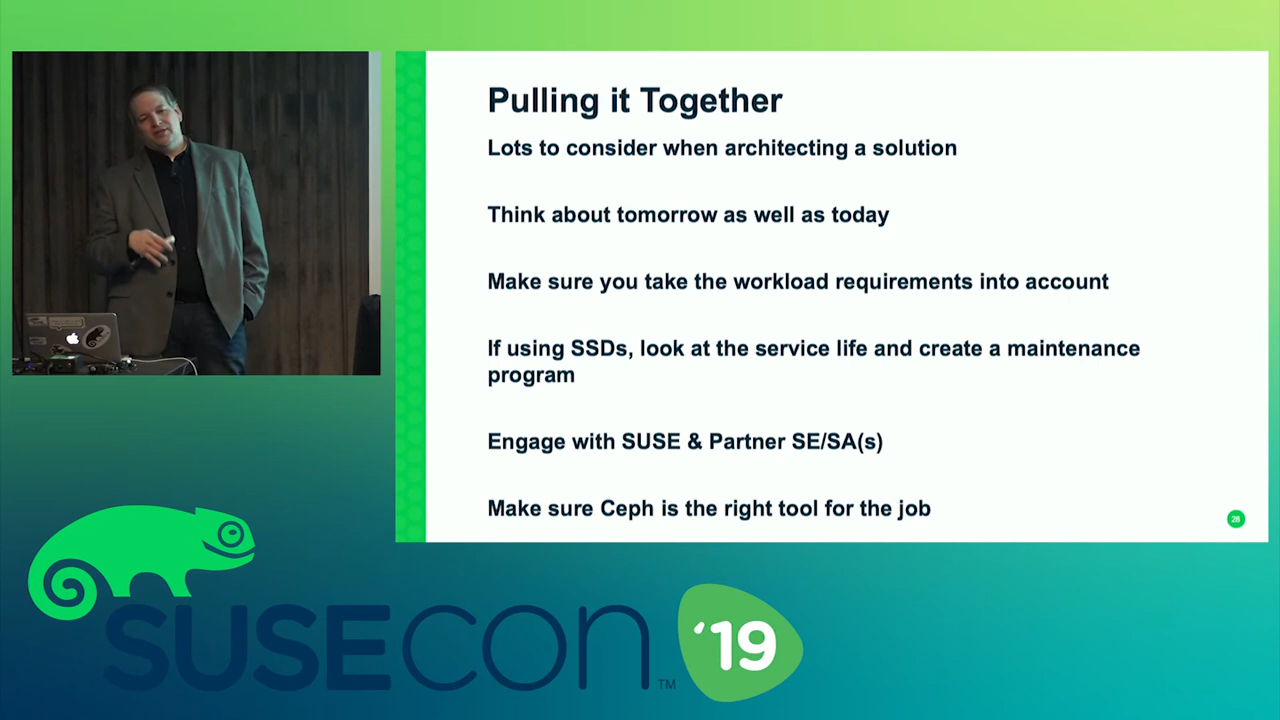 Pulling it Together
Lots to consider when architecting a solution
Think about tomorrow as well as today
Make sure you take the workload requirements into account
If using SSDs, look at the service life and create a maintenance
program
Engage with SUSE & Partner SE/SA(s)
Make sure Ceph is the right tool for the job
28
SUSECON TM '19